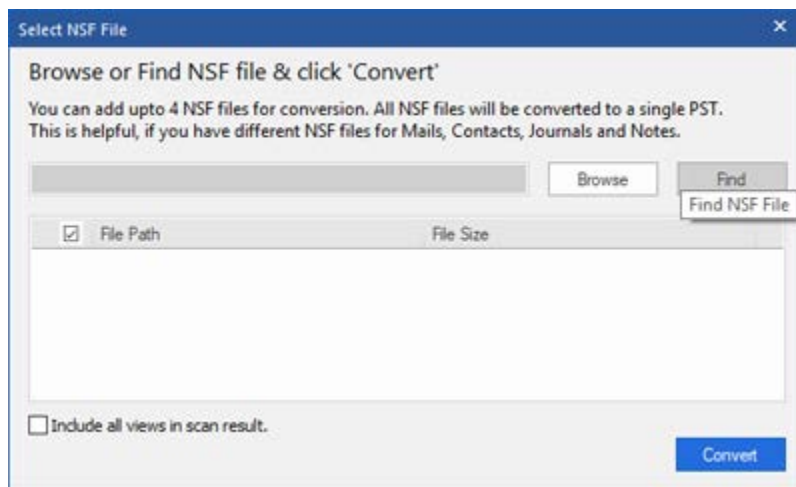 Select NSF File
Browse or Find NSF file & click 'Convert'
You can add upto 4 NSF files for conversion. All NSF files will be converted to a single PST.
This is helpful, if you have different NSF files for Mails, Contacts, Journals and Notes.
Browse
Find
Find NSF File
File Path File Size
Include all views in scan result.
Convert